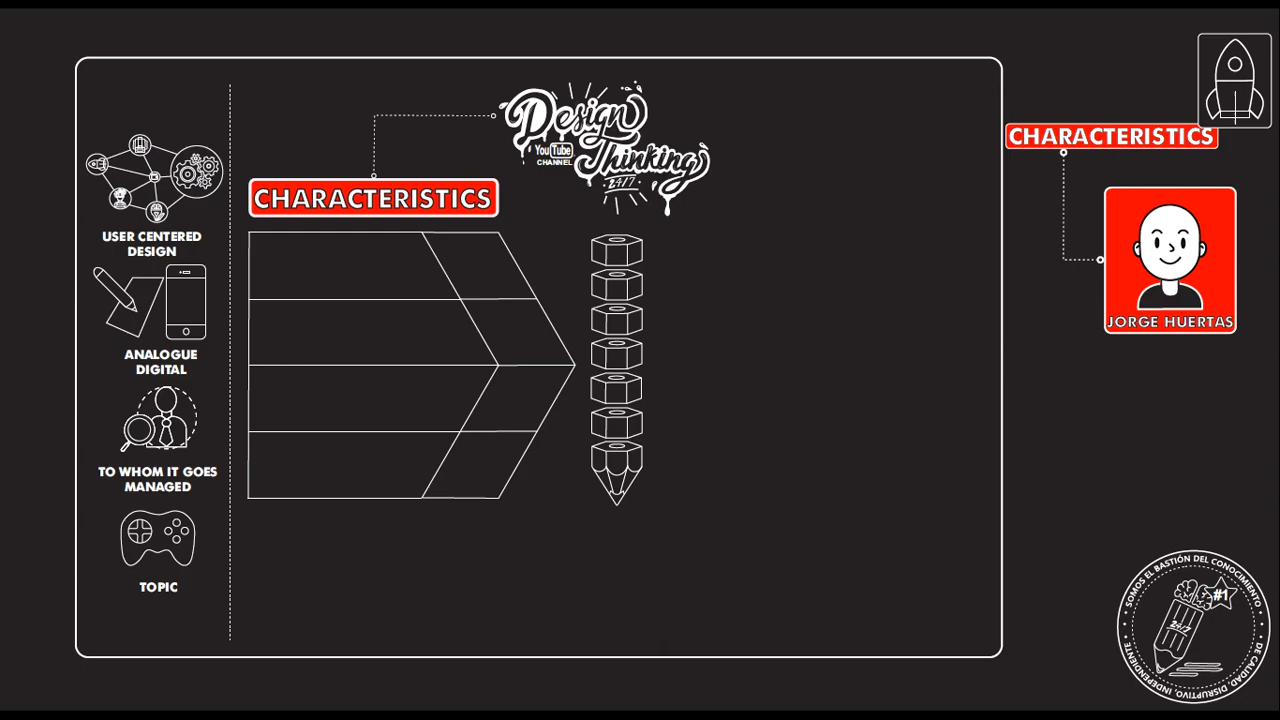 Design
YouTube
CHANNEL
Thinking
24/7
CHARACTERISTICS
USER CENTERED
DESIGN
ANALOGUE
DIGITAL
TO WHOM IT GOES
MANAGED
TOPIC
CHARACTERISTICS
JORGE HUERTAS
SOMOS EL BASTIÓN DEL CONOCIMIENTO
DE CALIDAD, DISRUPTIVO, INDEPENDIENTE
#1
24/7